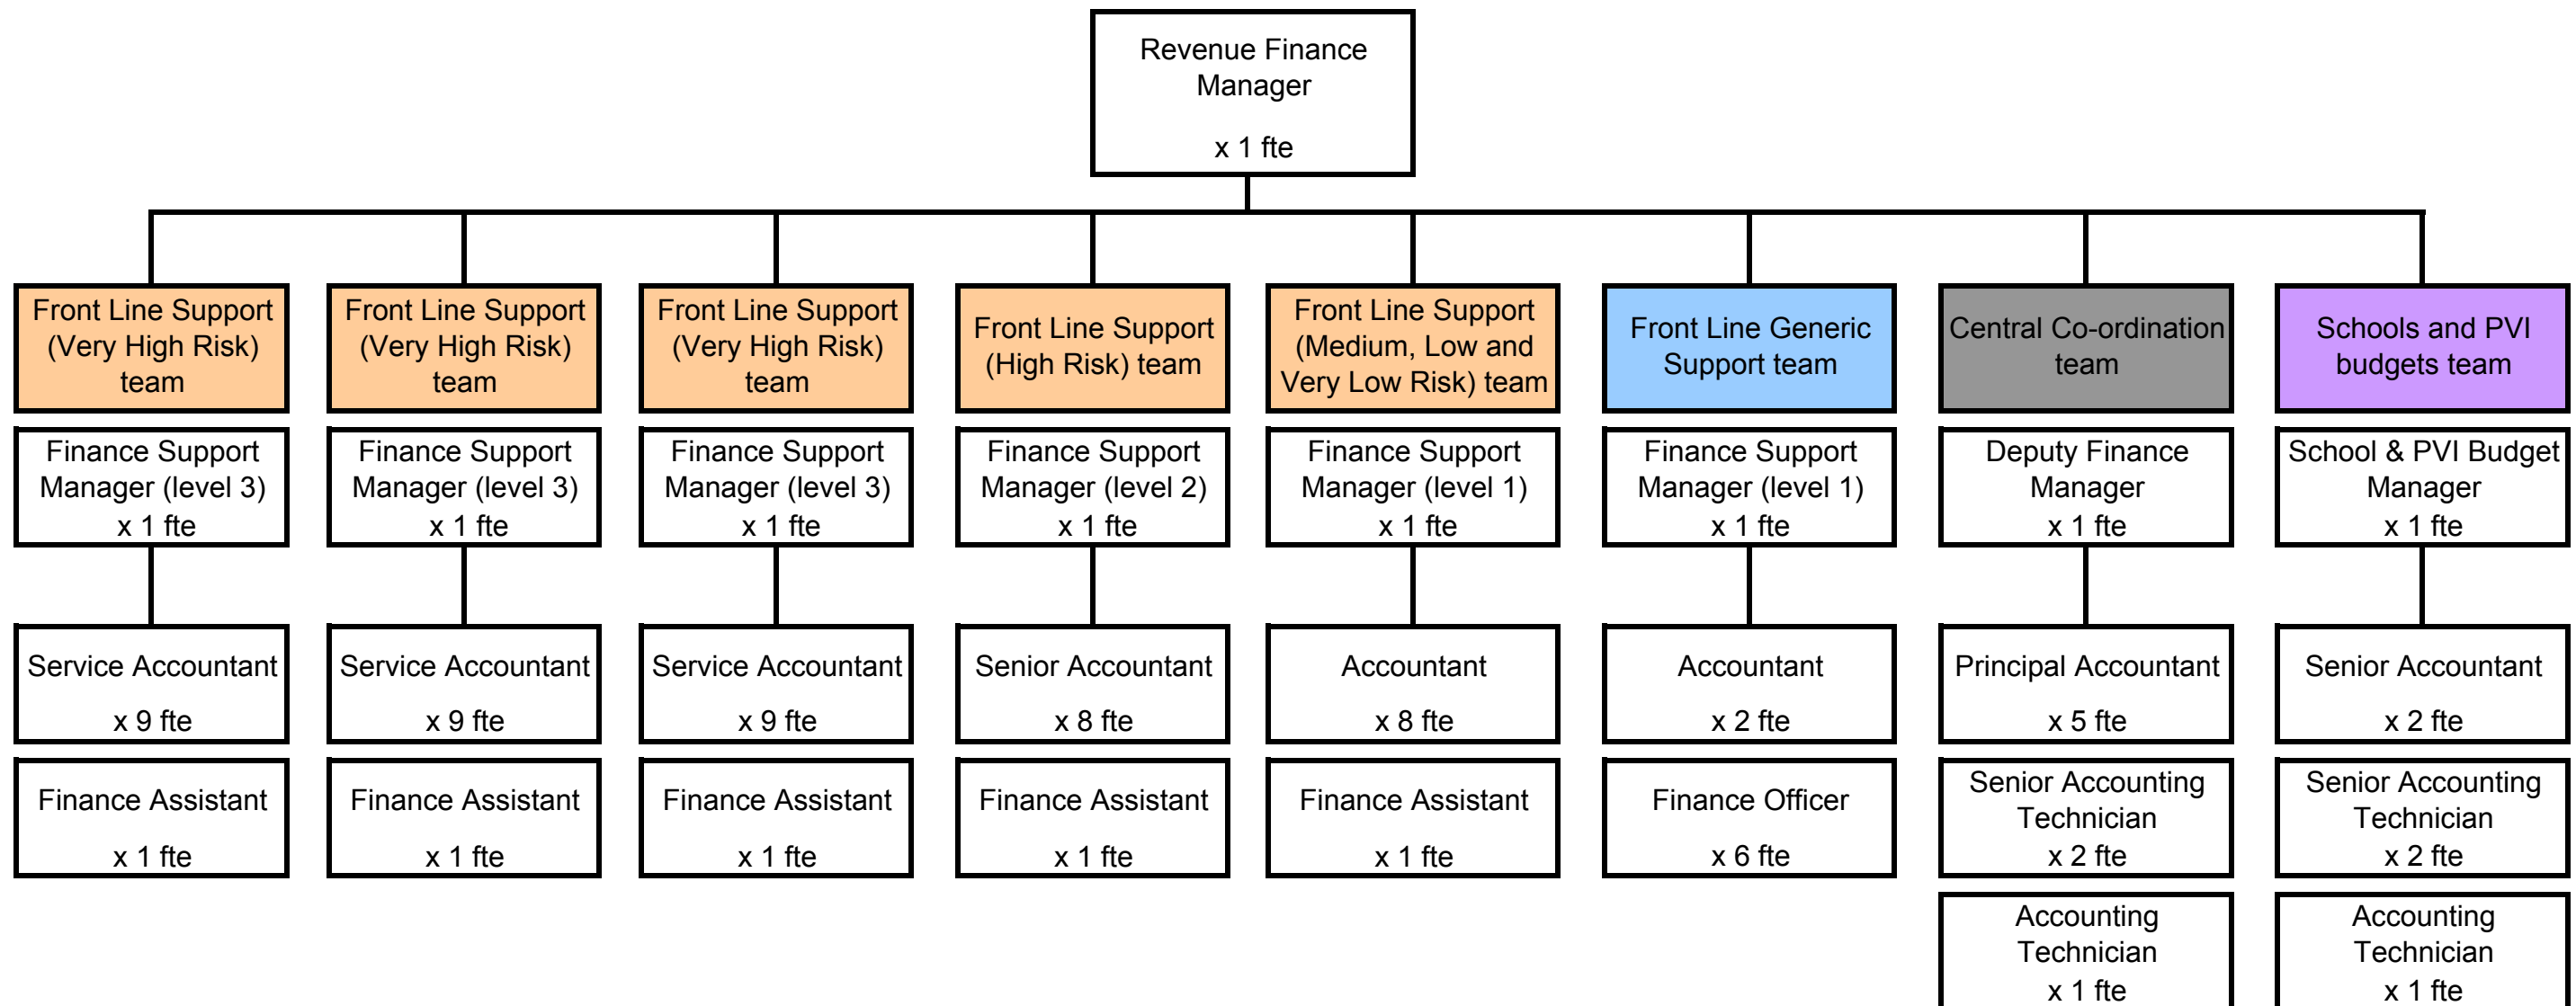 Revenue Finance
Manager
x 1 fte
Front Line Support
(Very High Risk)
team
Front Line Support
(Very High Risk)
team
Front Line Support
(Very High Risk)
team
Front Line Support
(High Risk) team
Front Line Support
(Medium, Low and
Very Low Risk) team
Front Line Generic
Support team
Central Co-ordination
team
Schools and PVI
budgets team
Finance Support
Manager (level 3)
x 1 fte
Finance Support
Manager (level 3)
x 1 fte
Finance Support
Manager (level 3)
x 1 fte
Finance Support
Manager (level 2)
x 1 fte
Finance Support
Manager (level 1)
x 1 fte
Finance Support
Manager (level 1)
x 1 fte
Deputy Finance
Manager
x 1 fte
School & PVI Budget
Manager
x 1 fte
Service Accountant
x 9 fte
Service Accountant
x 9 fte
Service Accountant
x 9 fte
Senior Accountant
x 8 fte
Accountant
x 8 fte
Accountant
x 2 fte
Principal Accountant
x 5 fte
Senior Accountant
x 2 fte
Finance Assistant
x 1 fte
Finance Assistant
x 1 fte
Finance Assistant
x 1 fte
Finance Assistant
x 1 fte
Finance Assistant
x 1 fte
Finance Officer
x 6 fte
Senior Accounting
Technician
x 2 fte
Senior Accounting
Technician
x 2 fte
Accounting
Technician
x 1 fte
Accounting
Technician
x 1 fte